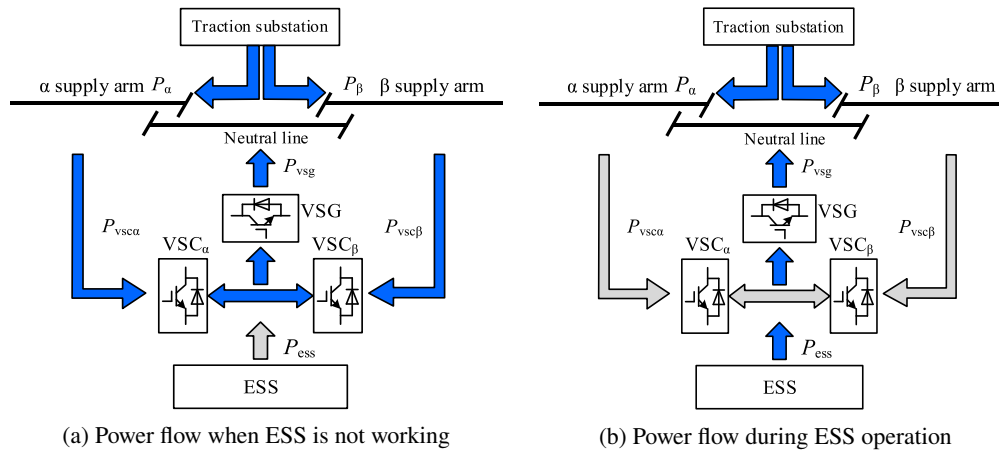 Traction substation
α supply arm
Pα
Pβ
β supply arm
Neutral line
Pvsg
VSG
Pvscα
Pvscβ
VSCα
VSCβ
Pess
ESS
(a) Power flow when ESS is not working
Traction substation
α supply arm
Pα
Pβ
β supply arm
Neutral line
Pvsg
VSG
Pvscα
Pvscβ
VSCα
VSCβ
Pess
ESS
(b) Power flow during ESS operation